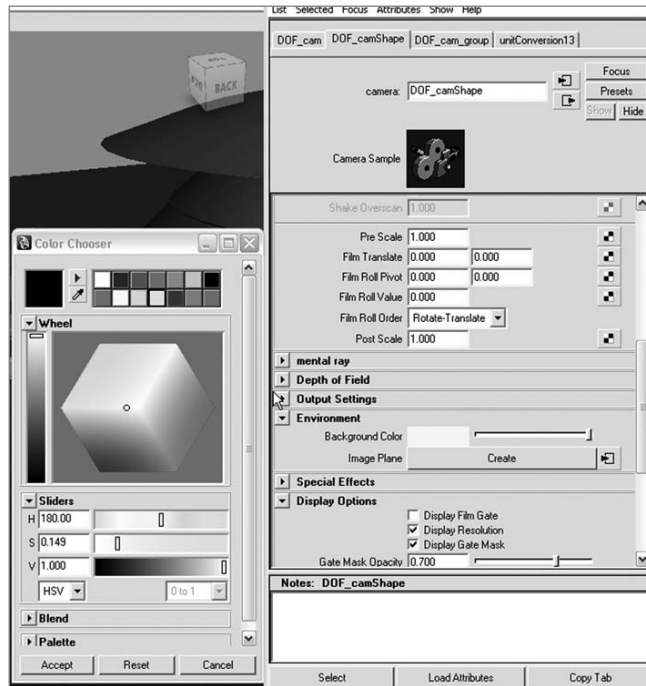 List Selected Focus Attributes Show Help
DOF_cam DOF_camShape DOF_cam_group unitConversion13
camera: DOF_camShape
Focus
Presets
Show Hide
Camera Sample
BACK
Shake Overscan 1.000
Pre Scale 1.000
Film Translate 0.000 0.000
Film Roll Pivot 0.000 0.000
Film Roll Value 0.000
Film Roll Order Rotate-Translate
Post Scale 1.000
mental ray
Depth of Field
Output Settings
Environment
Background Color
Image Plane Create
Special Effects
Display Options
Display Film Gate
Display Resolution
Display Gate Mask
Gate Mask Opacity 0.700
Notes: DOF_camShape
Select Load Attributes Copy Tab
Color Chooser
Wheel
Sliders
H 180.00
S 0.149
V 1.000
HSV 0 to 1
Blend
Palette
Accept Reset Cancel